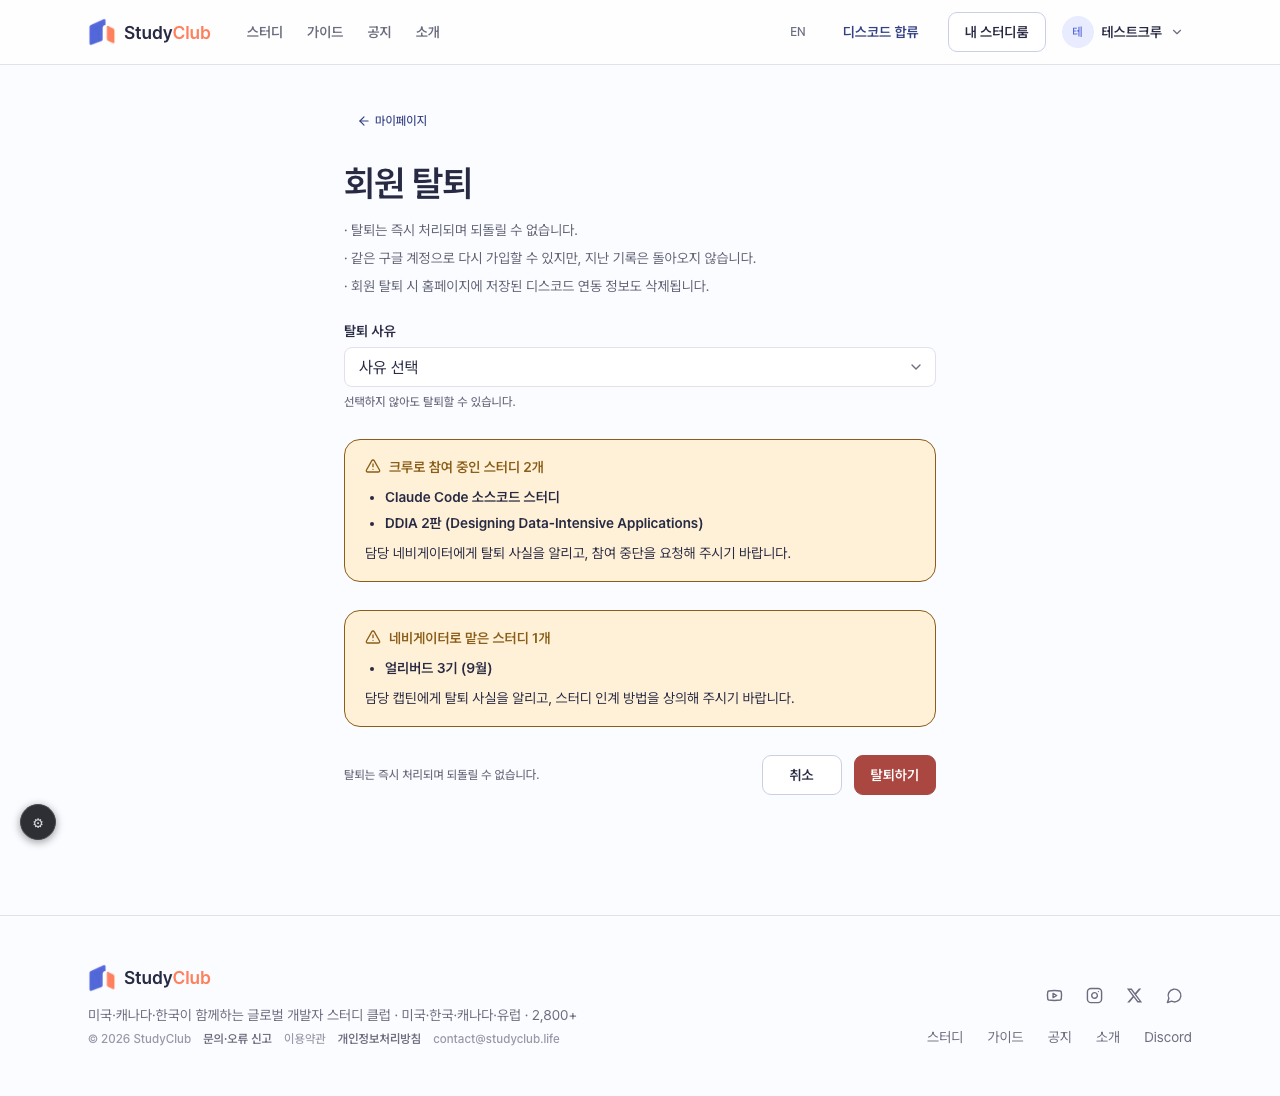 StudyClub 스터디 가이드 공지 소개 EN 디스코드 합류 내 스터디룸 테 테스트크루
← 마이페이지
회원 탈퇴
· 탈퇴는 즉시 처리되며 되돌릴 수 없습니다.
· 같은 구글 계정으로 다시 가입할 수 있지만, 지난 기록은 돌아오지 않습니다.
· 회원 탈퇴 시 홈페이지에 저장된 디스코드 연동 정보도 삭제됩니다.
탈퇴 사유
사유 선택
선택하지 않아도 탈퇴할 수 있습니다.
크루로 참여 중인 스터디 2개
• Claude Code 소스코드 스터디
• DDIA 2판 (Designing Data-Intensive Applications)
담당 네비게이터에게 탈퇴 사실을 알리고, 참여 중단을 요청해 주시기 바랍니다.
네비게이터로 맡은 스터디 1개
• 얼리버드 3기 (9월)
담당 캡틴에게 탈퇴 사실을 알리고, 스터디 인계 방법을 상의해 주시기 바랍니다.
탈퇴는 즉시 처리되며 되돌릴 수 없습니다. 취소 탈퇴하기
StudyClub
미국·캐나다·한국이 함께하는 글로벌 개발자 스터디 클럽 · 미국·한국·캐나다·유럽 · 2,800+
© 2026 StudyClub 문의·오류 신고 이용약관 개인정보처리방침 contact@studyclub.life
스터디 가이드 공지 소개 Discord